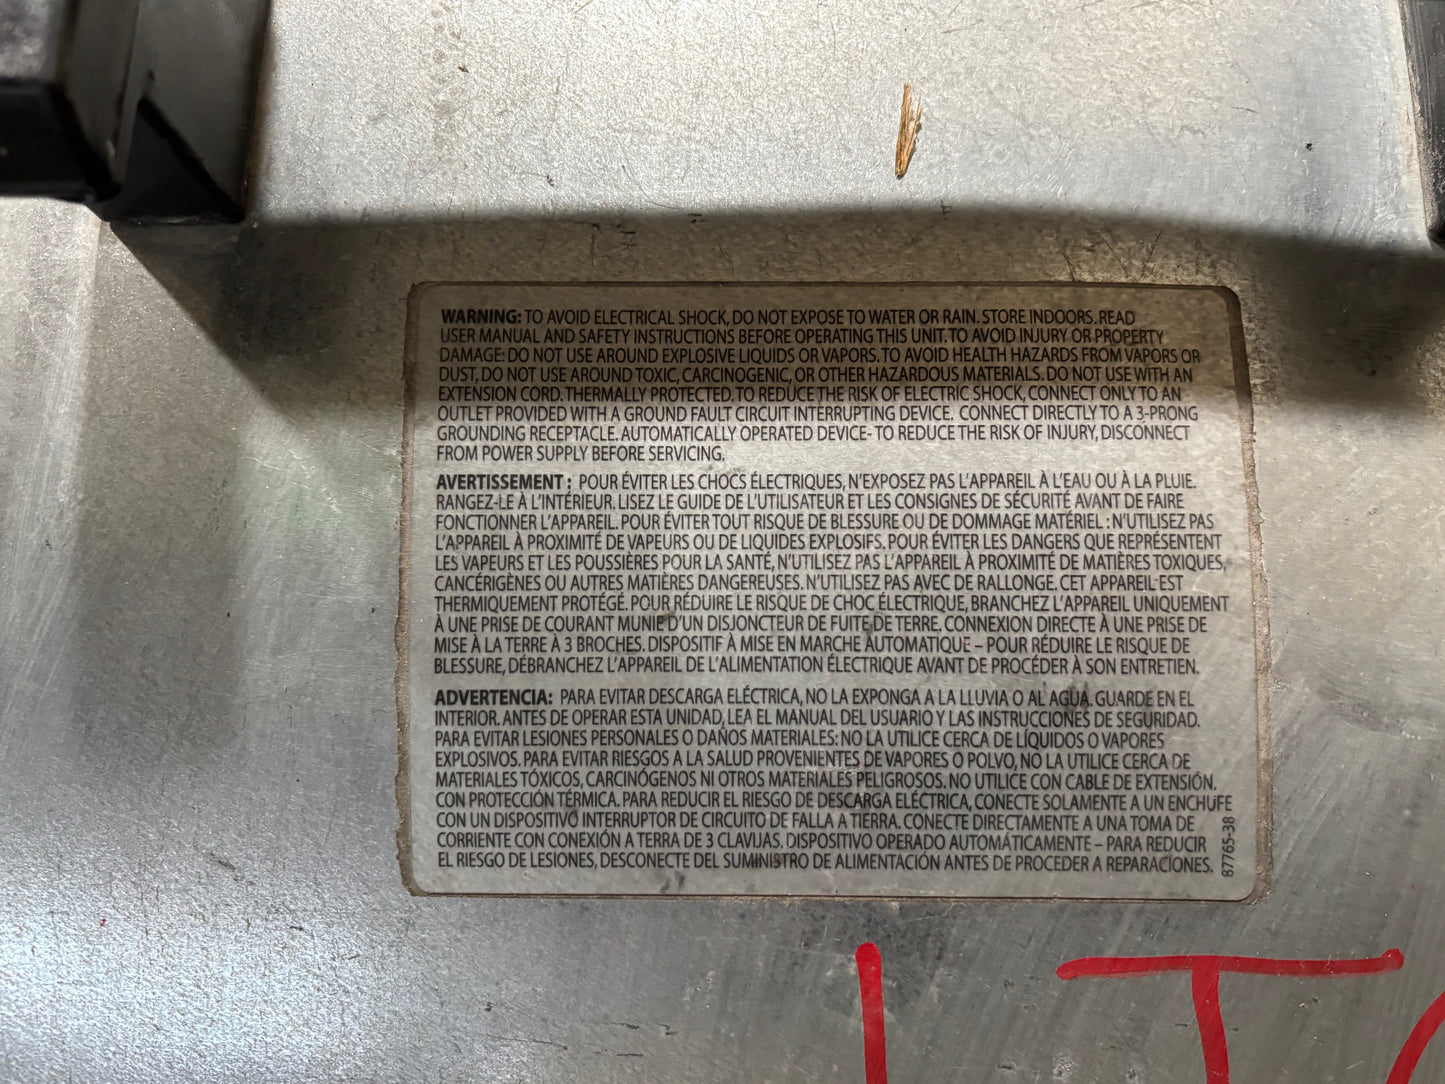 WARNING: TO AVOID ELECTRICAL SHOCK, DO NOT EXPOSE TO WATER OR RAIN. STORE INDOORS. READ
USER MANUAL AND SAFETY INSTRUCTIONS BEFORE OPERATING THIS UNIT. TO AVOID INJURY OR PROPERTY
DAMAGE: DO NOT USE AROUND EXPLOSIVE LIQUIDS OR VAPORS. TO AVOID HEALTH HAZARDS FROM VAPORS OR
DUST, DO NOT USE AROUND TOXIC, CARCINOGENIC, OR OTHER HAZARDOUS MATERIALS. DO NOT USE WITH AN
EXTENSION CORD. THERMALLY PROTECTED. TO REDUCE THE RISK OF ELECTRIC SHOCK, CONNECT ONLY TO AN
OUTLET PROVIDED WITH A GROUND FAULT CIRCUIT INTERRUPTING DEVICE. CONNECT DIRECTLY TO A 3-PRONG
GROUNDING RECEPTACLE. AUTOMATICALLY OPERATED DEVICE- TO REDUCE THE RISK OF INJURY, DISCONNECT
FROM POWER SUPPLY BEFORE SERVICING.
AVERTISSEMENT : POUR ÉVITER LES CHOCS ÉLECTRIQUES, N'EXPOSEZ PAS L'APPAREIL À L'EAU OU À LA PLUIE.
RANGEZ-LE À L'INTÉRIEUR. LISEZ LE GUIDE DE L'UTILISATEUR ET LES CONSIGNES DE SÉCURITÉ AVANT DE FAIRE
FONCTIONNER L'APPAREIL. POUR ÉVITER TOUT RISQUE DE BLESSURE OU DE DOMMAGE MATÉRIEL : N'UTILISEZ PAS
L'APPAREIL À PROXIMITÉ DE VAPEURS OU DE LIQUIDES EXPLOSIFS. POUR ÉVITER LES DANGERS QUE REPRÉSENTENT
LES VAPEURS ET LES POUSSIÈRES POUR LA SANTÉ, N'UTILISEZ PAS L'APPAREIL À PROXIMITÉ DE MATIÈRES TOXIQUES,
CANCÉRIGÈNES OU AUTRES MATIÈRES DANGEREUSES. N'UTILISEZ PAS AVEC DE RALLONGE. CET APPAREIL EST
THERMIQUEMENT PROTÉGÉ. POUR RÉDUIRE LE RISQUE DE CHOC ÉLECTRIQUE, BRANCHEZ L'APPAREIL UNIQUEMENT
À UNE PRISE DE COURANT MUNIE D'UN DISJONCTEUR DE FUITE DE TERRE. CONNEXION DIRECTE À UNE PRISE DE
MISE À LA TERRE À 3 BROCHES. DISPOSITIF À MISE EN MARCHE AUTOMATIQUE – POUR RÉDUIRE LE RISQUE DE
BLESSURE, DÉBRANCHEZ L'APPAREIL DE L'ALIMENTATION ÉLECTRIQUE AVANT DE PROCÉDER À SON ENTRETIEN.
ADVERTENCIA: PARA EVITAR DESCARGA ELÉCTRICA, NO LA EXPONGA A LA LLUVIA O AL AGUA. GUARDE EN EL
INTERIOR. ANTES DE OPERAR ESTA UNIDAD, LEA EL MANUAL DEL USUARIO Y LAS INSTRUCCIONES DE SEGURIDAD.
PARA EVITAR LESIONES PERSONALES O DAÑOS MATERIALES: NO LA UTILICE CERCA DE LÍQUIDOS O VAPORES
EXPLOSIVOS. PARA EVITAR RIESGOS A LA SALUD PROVENIENTES DE VAPORES O POLVO, NO LA UTILICE CERCA DE
MATERIALES TÓXICOS, CARCINÓGENOS NI OTROS MATERIALES PELIGROSOS. NO UTILICE CON CABLE DE EXTENSIÓN.
CON PROTECCIÓN TÉRMICA. PARA REDUCIR EL RIESGO DE DESCARGA ELÉCTRICA, CONECTE SOLAMENTE A UN ENCHUFE
CON UN DISPOSITIVO INTERRUPTOR DE CIRCUITO DE FALLA A TIERRA. CONECTE DIRECTAMENTE A UNA TOMA DE
CORRIENTE CON CONEXIÓN A TIERRA DE 3 CLAVIJAS. DISPOSITIVO OPERADO AUTOMÁTICAMENTE – PARA REDUCIR
EL RIESGO DE LESIONES, DESCONECTE DEL SUMINISTRO DE ALIMENTACIÓN ANTES DE PROCEDER A REPARACIONES.
87765-38